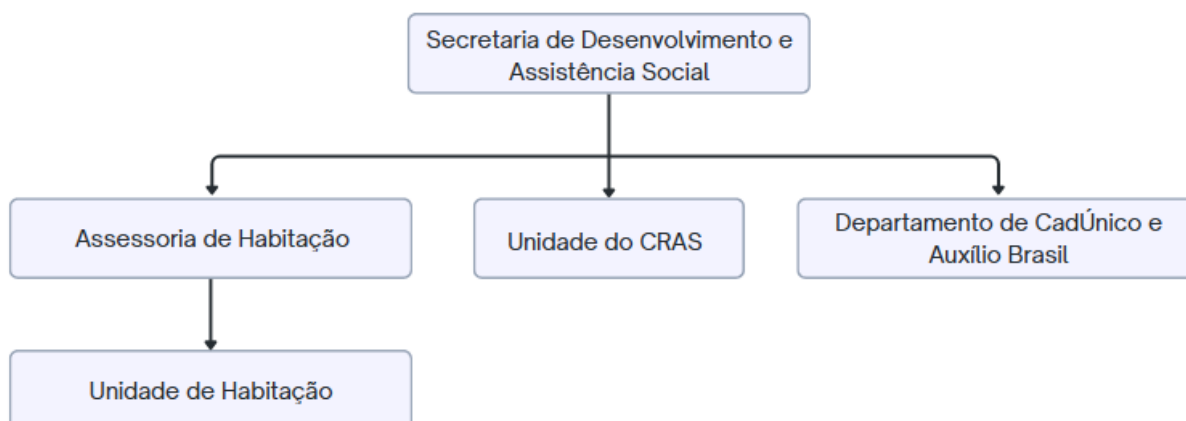 Secretaria de Desenvolvimento e
Assistência Social
Assessoria de Habitação
Unidade do CRAS
Departamento de CadÚnico e
Auxílio Brasil
Unidade de Habitação